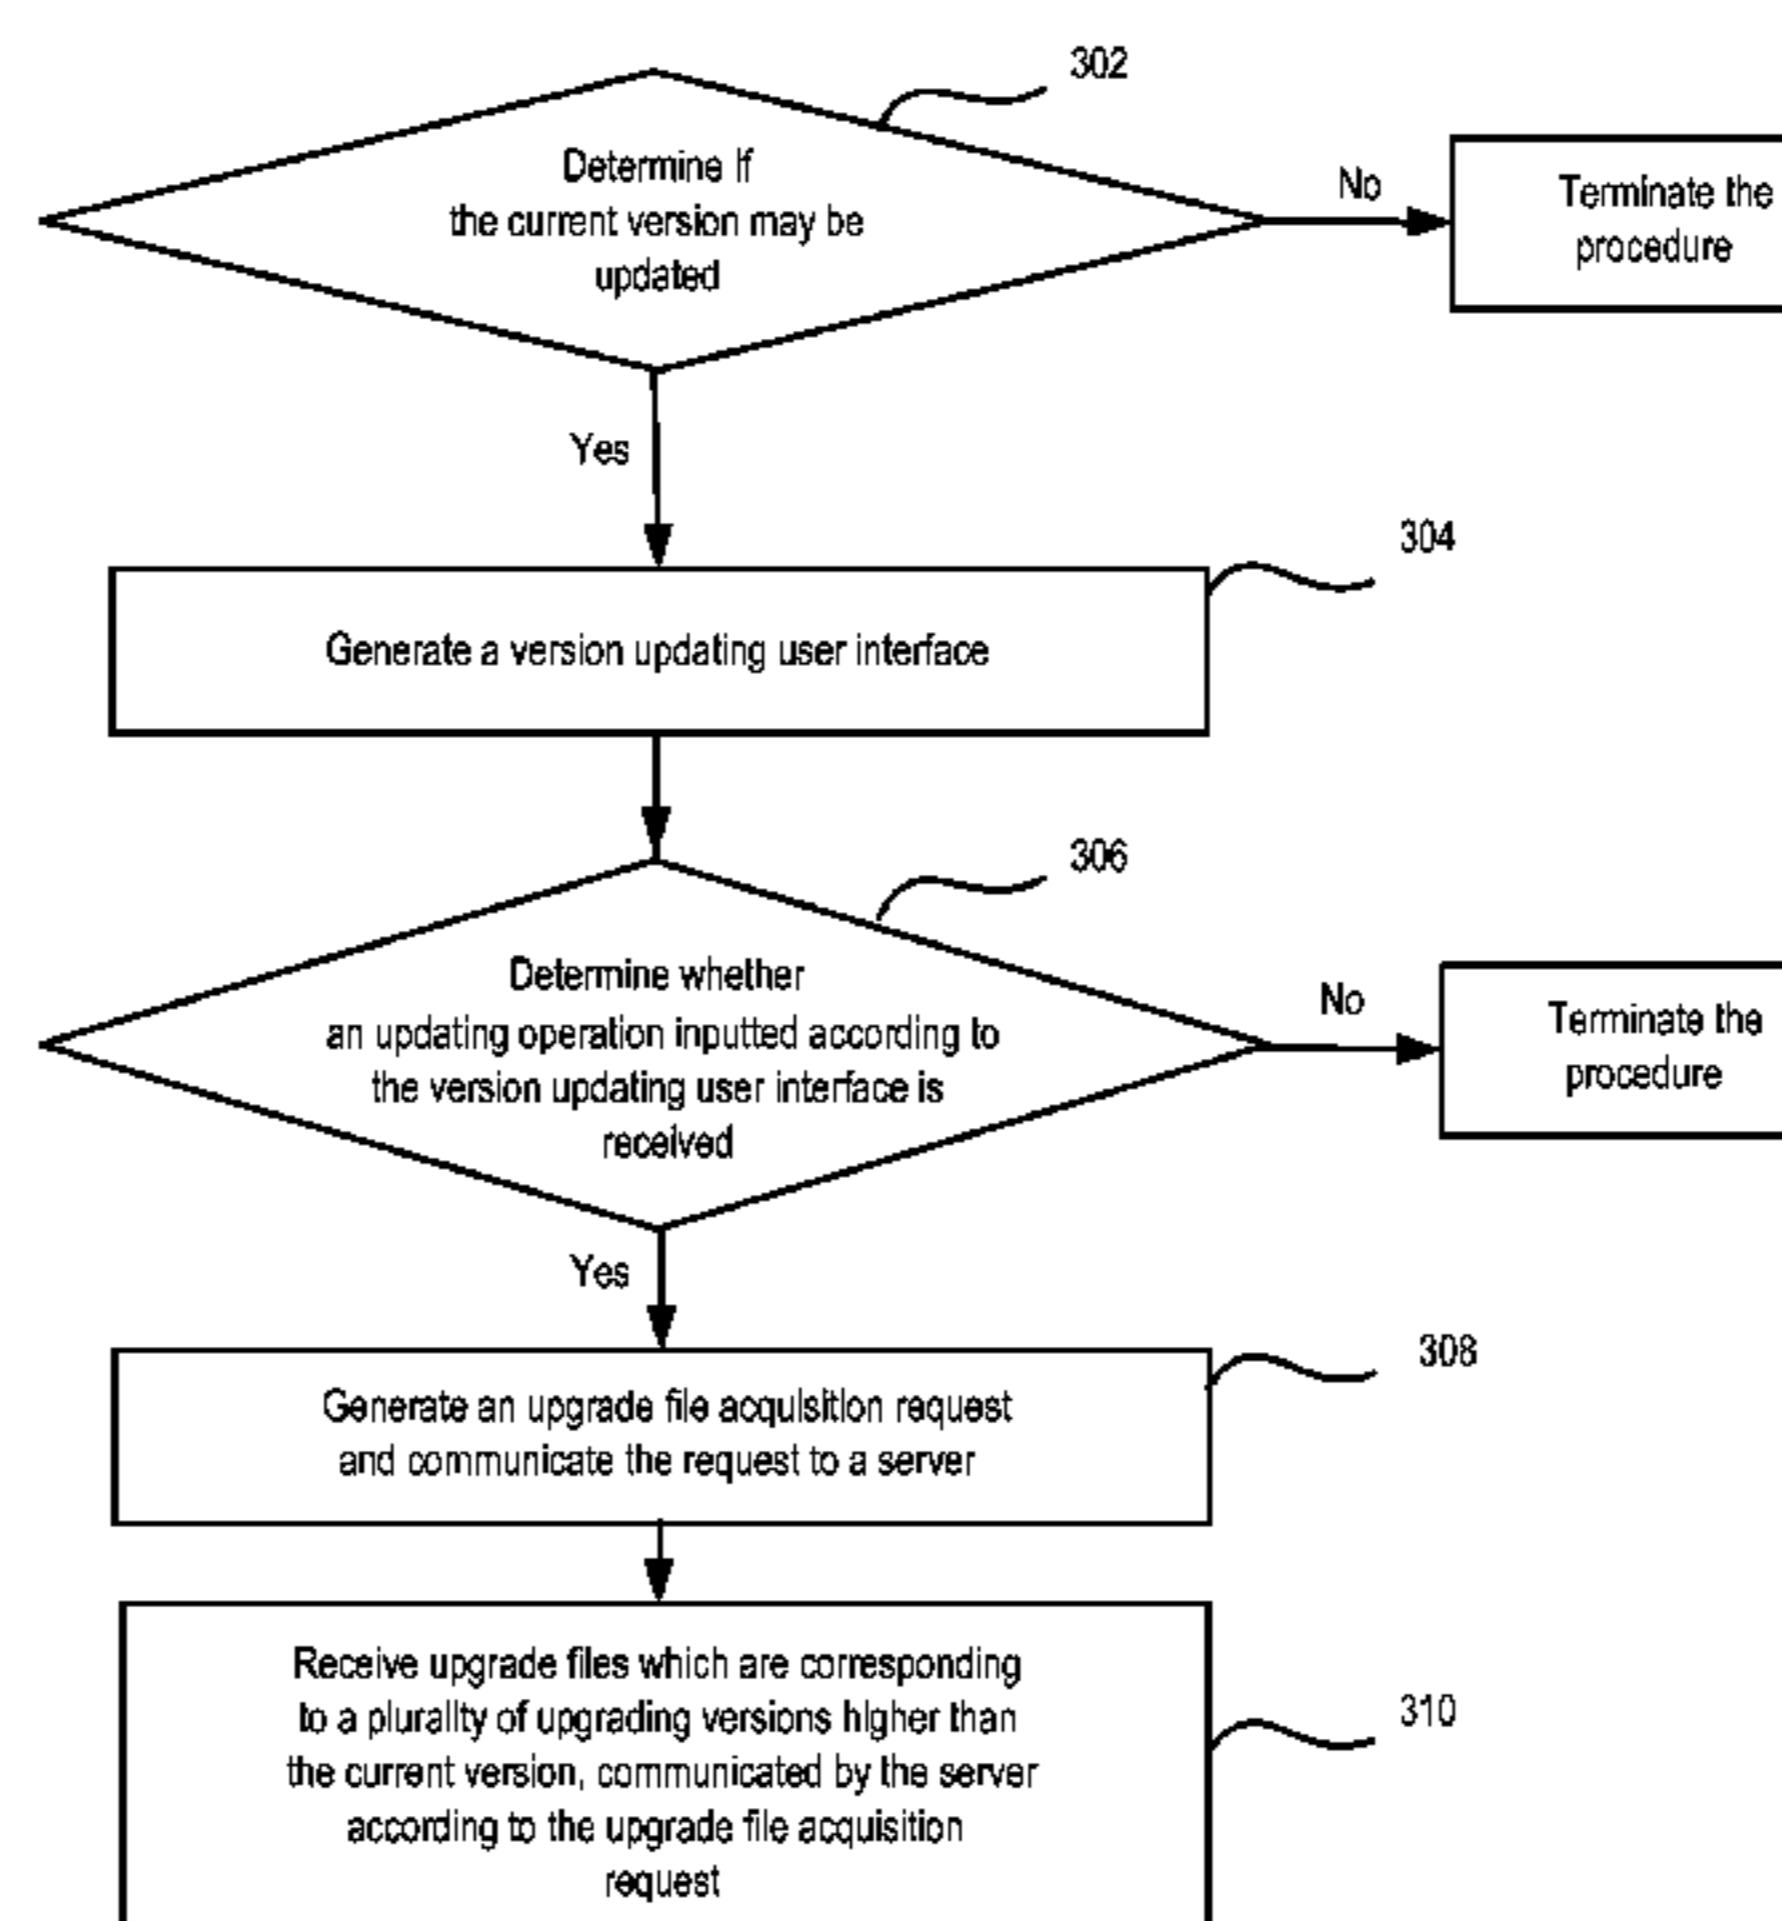 302
Determine if
the current version may be
updated
No
Terminate the
procedure
Yes
304
Generate a version updating user interface
306
Determine whether
an updating operation inputted according to
the version updating user interface is
received
No
Terminate the
procedure
Yes
308
Generate an upgrade file acquisition request
and communicate the request to a server
Receive upgrade files which are corresponding
to a plurality of upgrading versions higher than
the current version, communicated by the server
according to the upgrade file acquisition
request
310